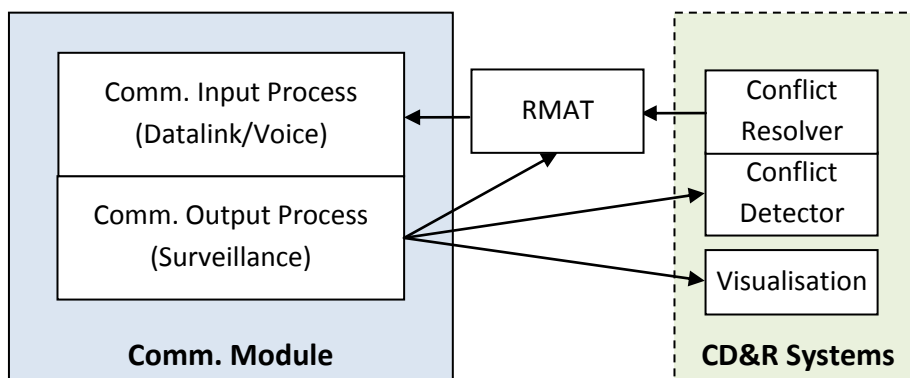 Comm. Input Process
(Datalink/Voice)
Comm. Output Process
(Surveillance)
Comm. Module
RMAT
Conflict
Resolver
Conflict
Detector
Visualisation
CD&R Systems